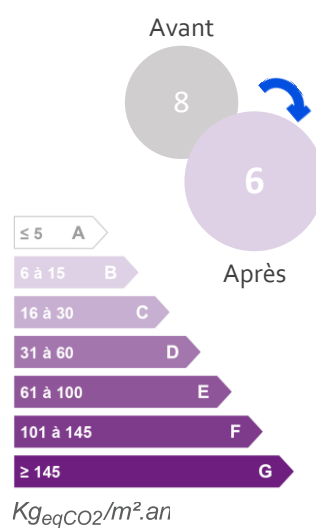 Avant
8
6
Après
≤ 5 A
6 à 15 B
16 à 30 C
31 à 60 D
61 à 100 E
101 à 145 F
≥ 145 G
KgeqCO2/m².an